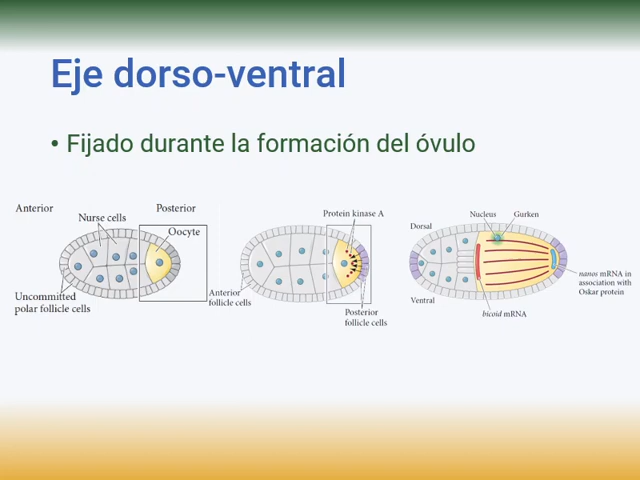 Eje dorso-ventral
• Fijado durante la formación del óvulo
Anterior
Posterior
Nurse cells
Oocyte
Uncommitted
polar follicle cells
Protein kinase A
Anterior
follicle cells
Posterior
follicle cells
Nucleus
Gurken
Dorsal
Ventral
bicoid mRNA
nanos mRNA in
association with
Oskar protein